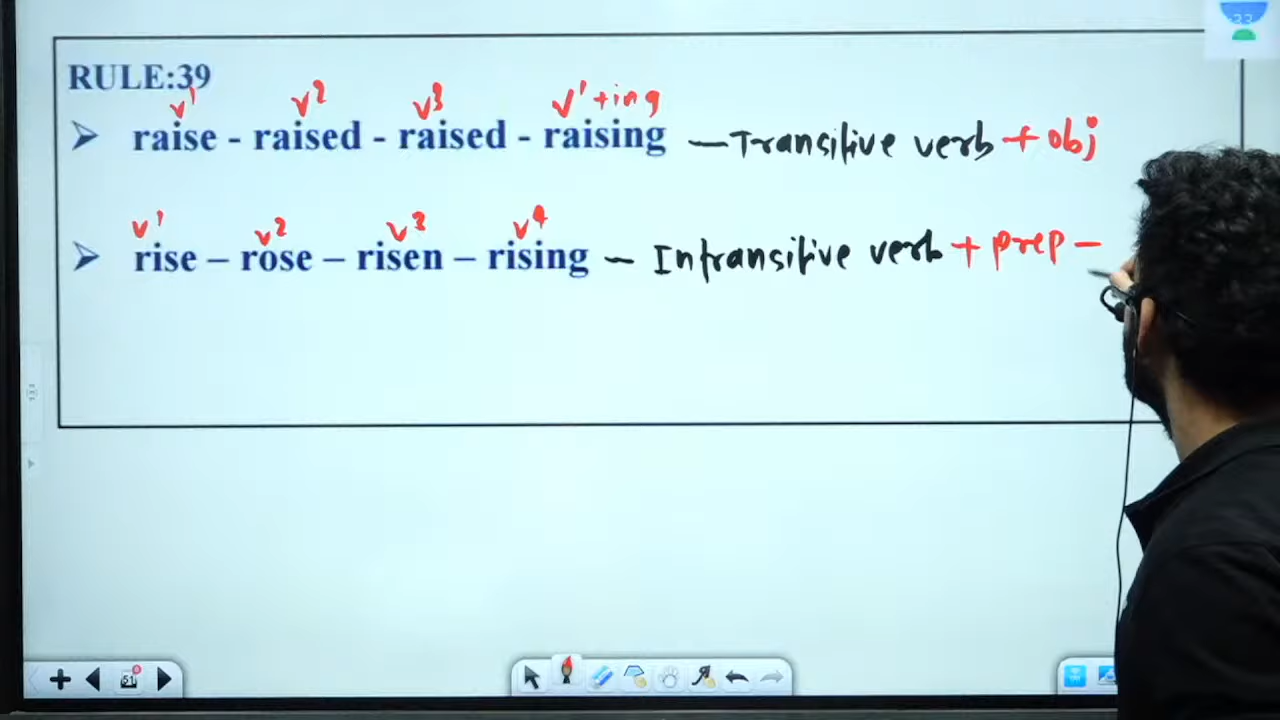 RULE:39
v1 v2 v3 v1+ing
➢ raise - raised - raised - raising — Transitive verb + obj
v1 v2 v3 v4
➢ rise – rose – risen – rising – Intransitive verb + prep –